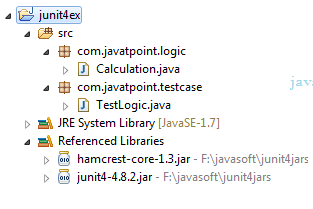 junit4ex
src
com.javatpoint.logic
Calculation.java
com.javatpoint.testcase
TestLogic.java
JRE System Library [JavaSE-1.7]
Referenced Libraries
hamcrest-core-1.3.jar - F:\javasoft\junit4jars
junit4-4.8.2.jar - F:\javasoft\junit4jars
java